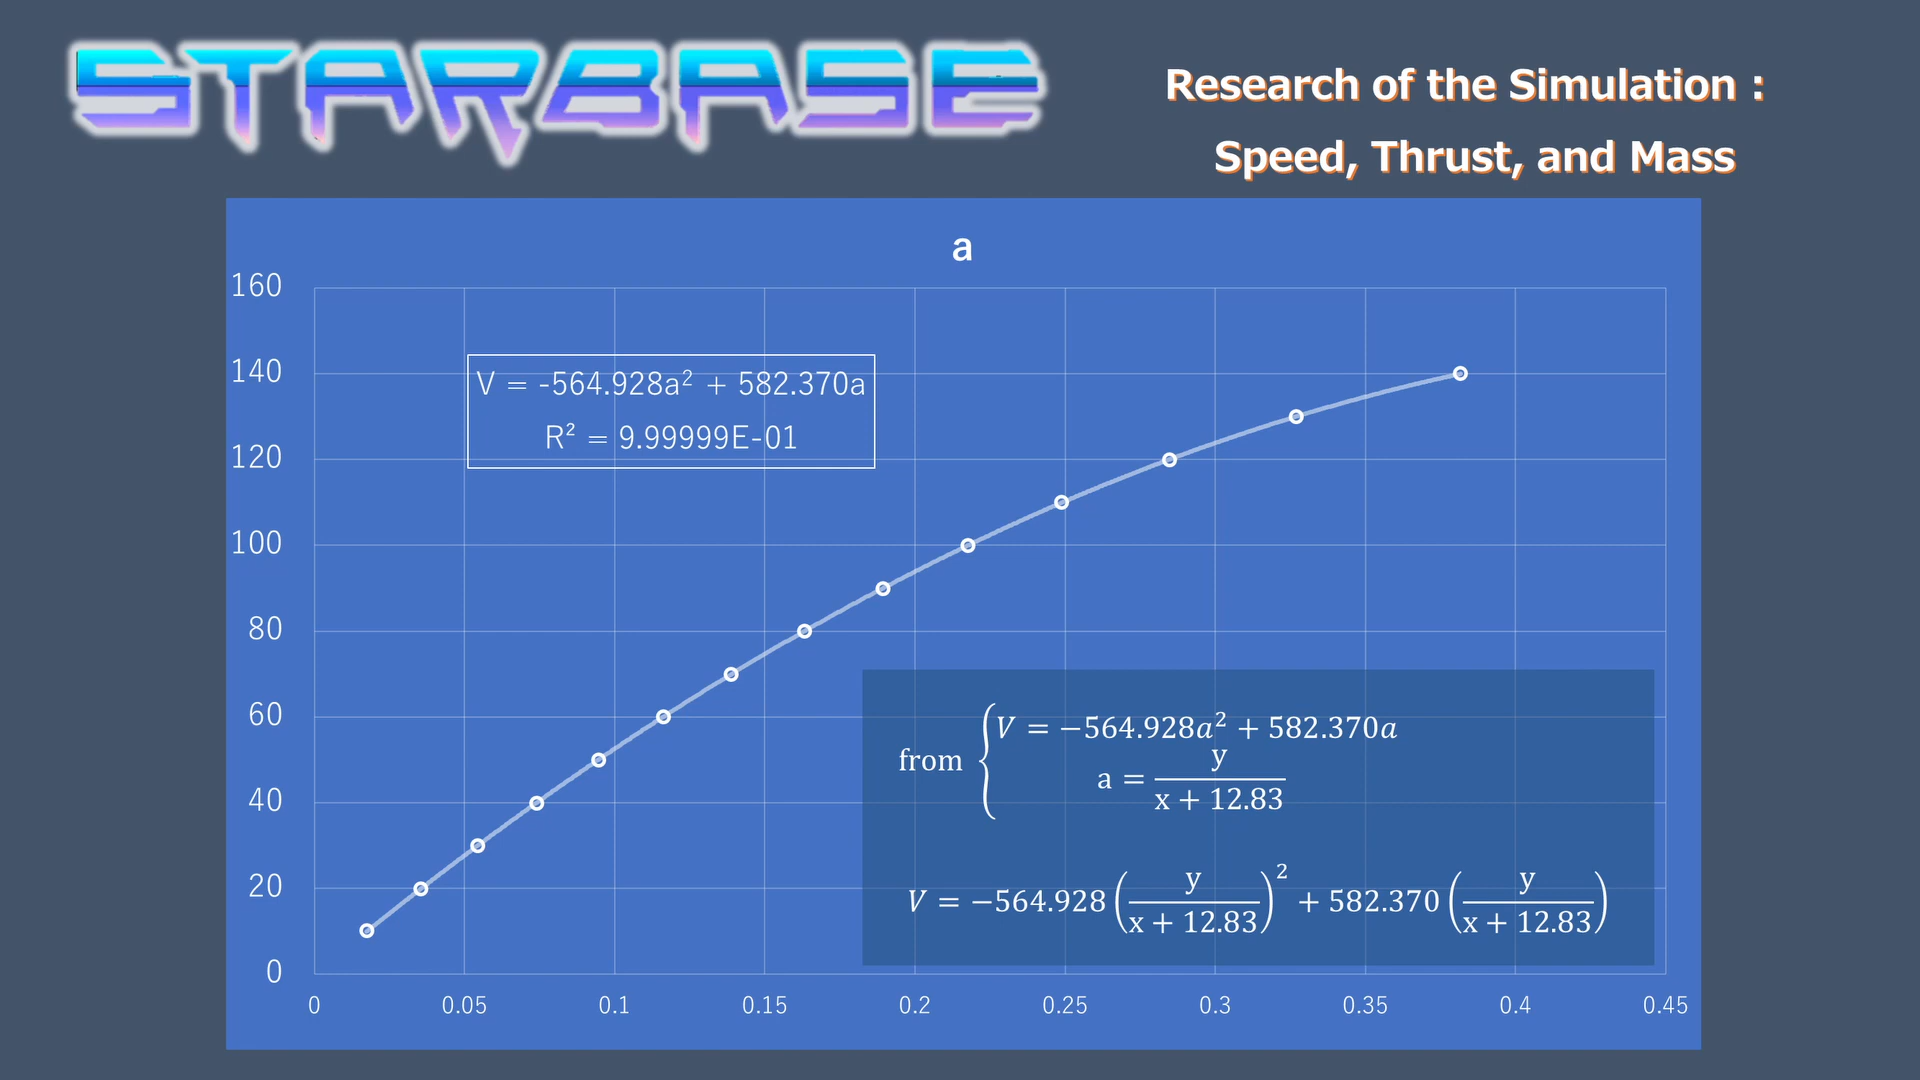 STARBASE
Research of the Simulation :
Speed, Thrust, and Mass
a
160
140
120
100
80
60
40
20
0
V = -564.928a² + 582.370a
R² = 9.99999E-01
from { V = −564.928a² + 582.370a
a = y / (x + 12.83)
V = −564.928 (y / (x + 12.83))² + 582.370 (y / (x + 12.83))
0 0.05 0.1 0.15 0.2 0.25 0.3 0.35 0.4 0.45